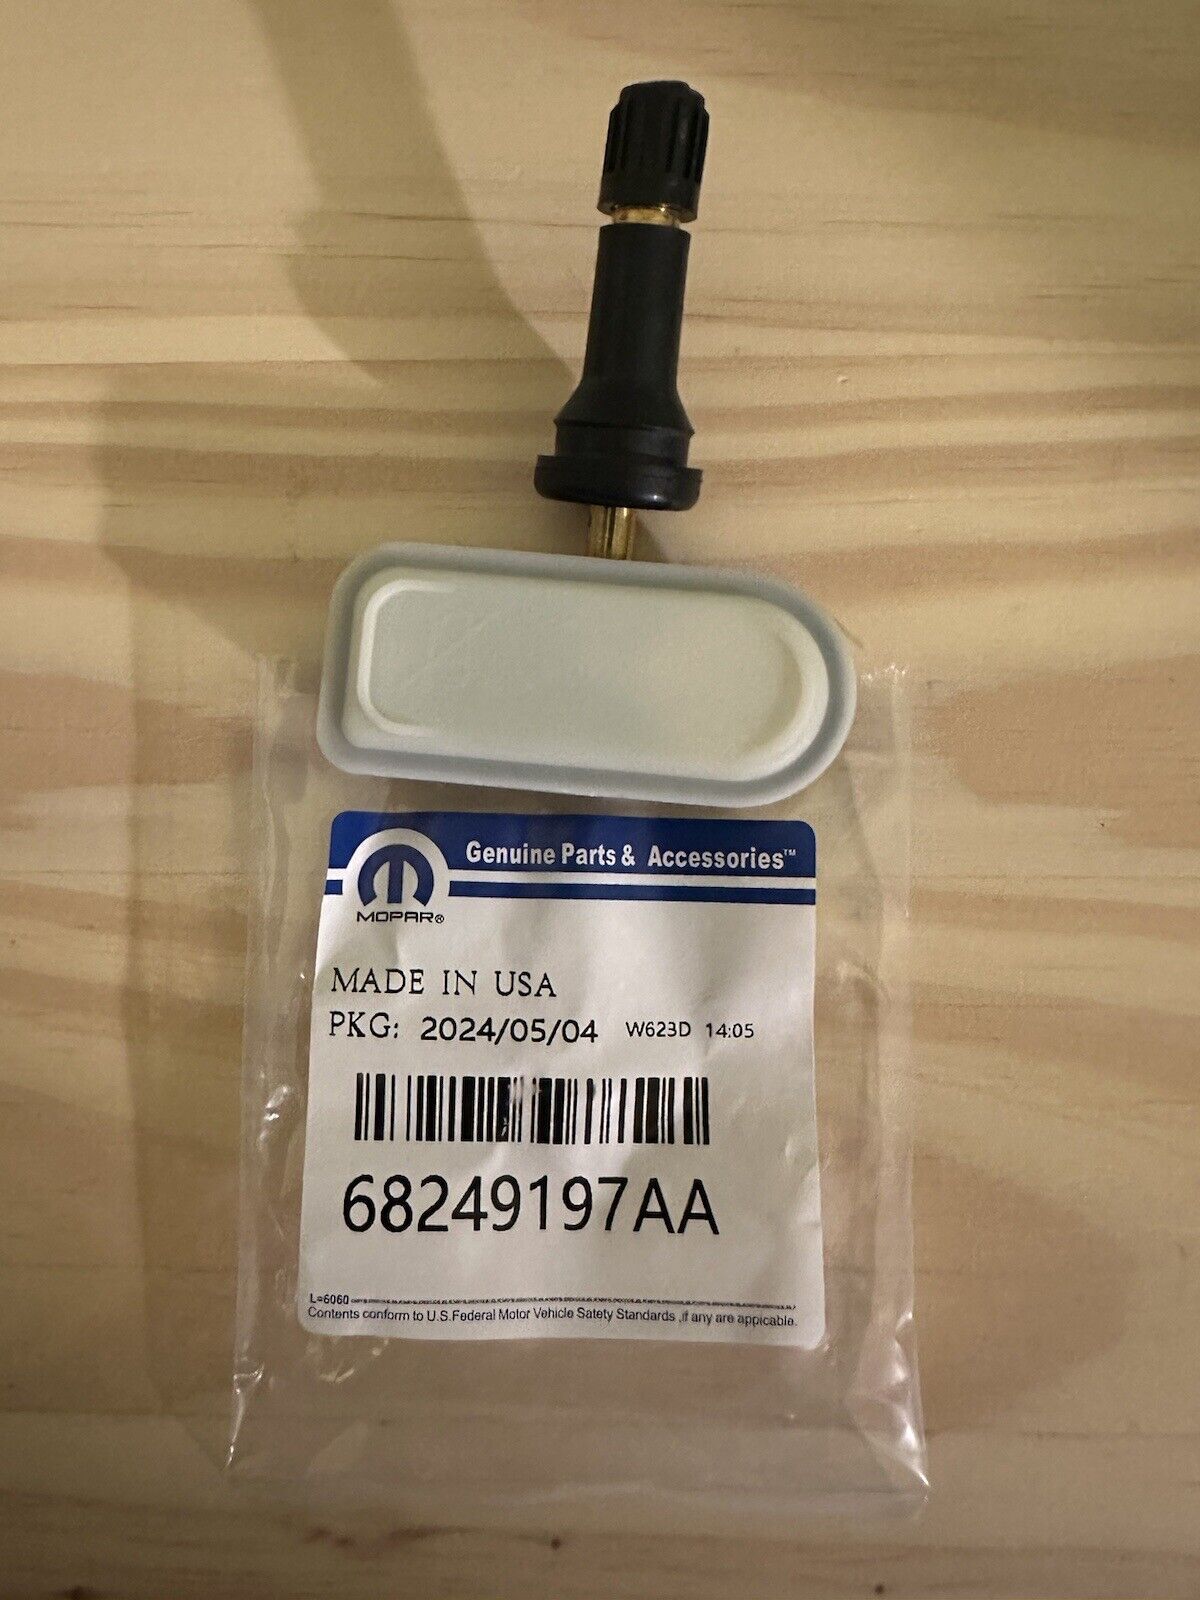 Genuine Parts & Accessories™
MOPAR®
MADE IN USA
PKG: 2024/05/04 W623D 14:05
68249197AA
L=6060
Contents conform to U.S.Federal Motor Vehicle Safety Standards ,if any are appicable.